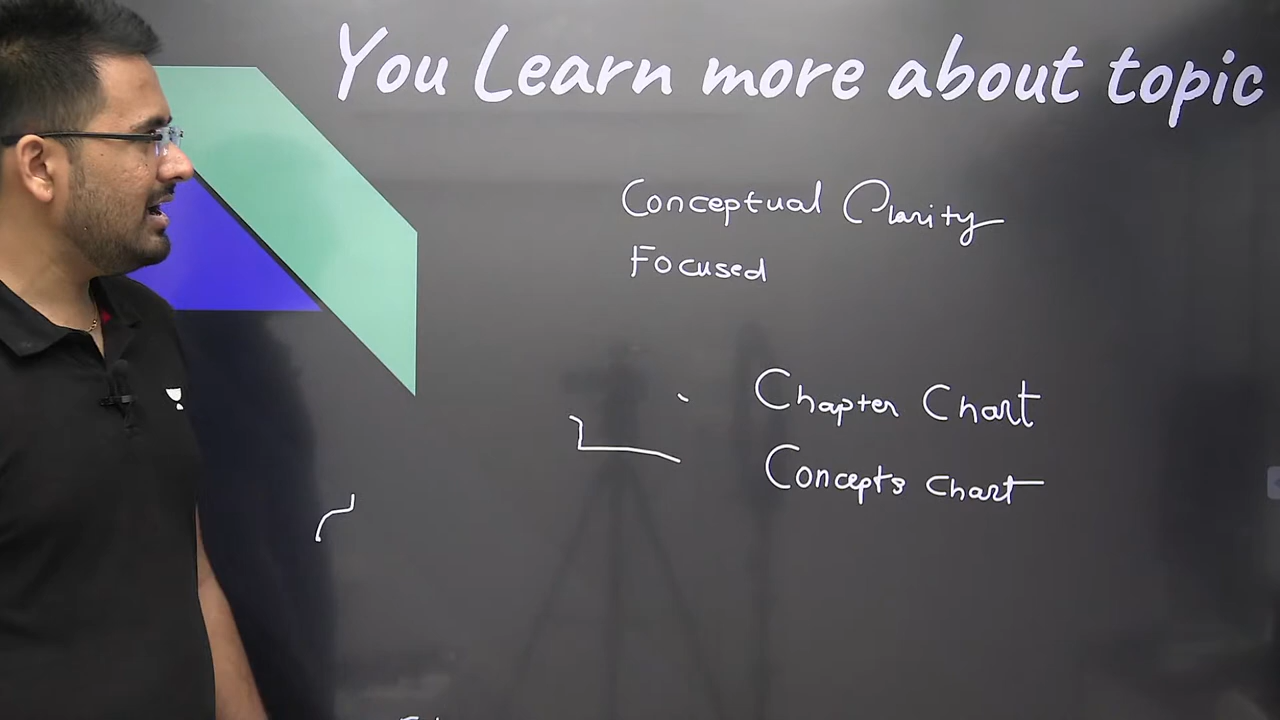 You Learn more about topic
Conceptual Clarity
Focused
Chapter Chart
Concepts Chart